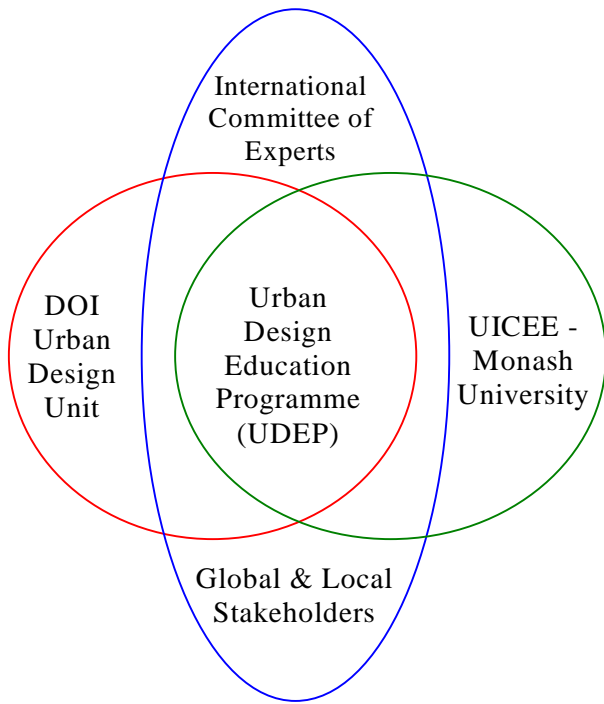 International
Committee of
Experts
DOI
Urban
Design
Unit
Urban
Design
Education
Programme
(UDEP)
UICEE -
Monash
University
Global & Local
Stakeholders